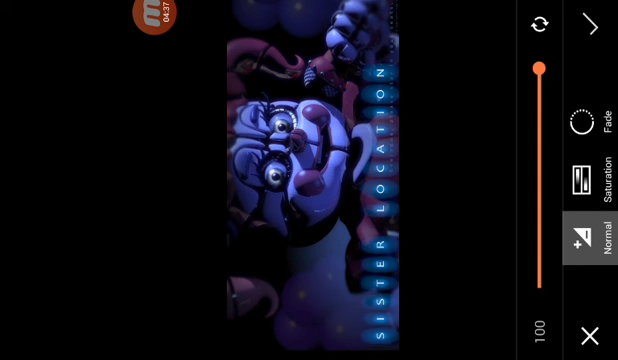 04:37
SISTER LOCATION
Fade
Saturation
Normal
100